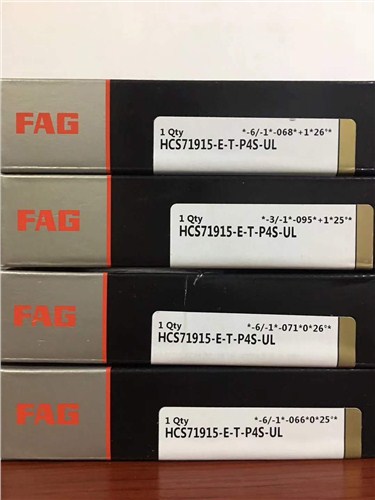 FAG
1 Qty *-6/-1*-068*+1*26°*
HCS71915-E-T-P4S-UL
FAG
1 Qty *-3/-1*-095*+1*25°*
HCS71915-E-T-P4S-UL
FAG
1 Qty *-6/-1*-071*0*26°*
HCS71915-E-T-P4S-UL
FAG
1 Qty *-6/-1*-066*0*25°*
HCS71915-E-T-P4S-UL